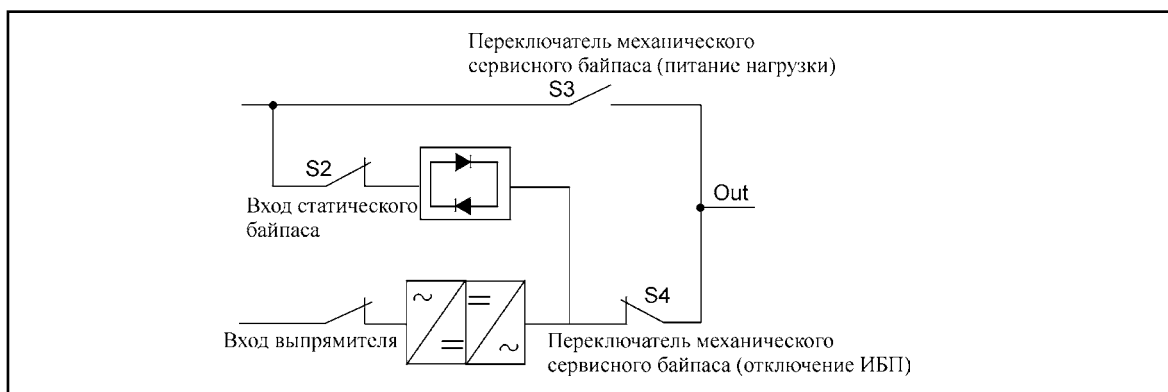 Переключатель механического
сервисного байпаса (питание нагрузки)
S3
S2
Out
Вход статического
байпаса
~
=
=
~
S4
Вход выпрямителя
Переключатель механического
сервисного байпаса (отключение ИБП)